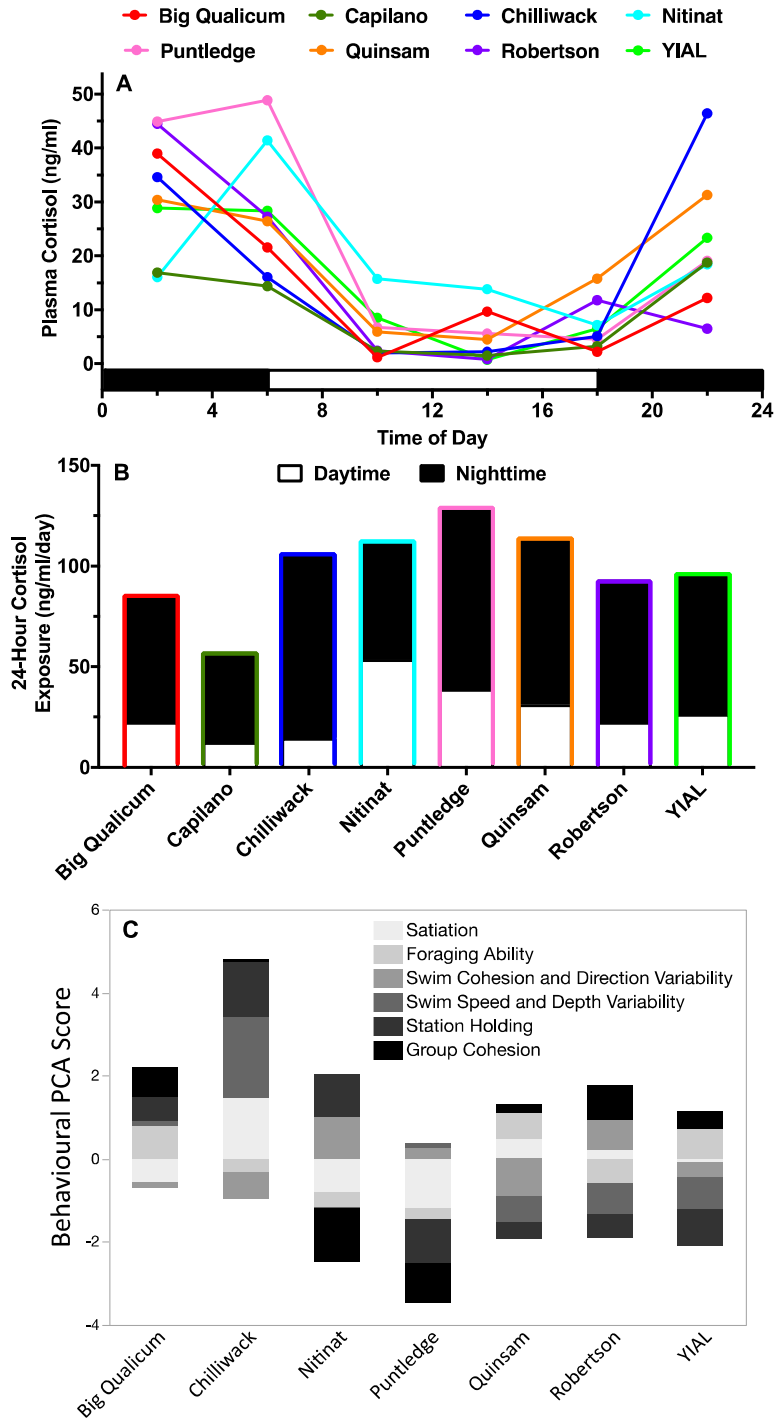 Big Qualicum Capilano Chilliwack Nitinat
Puntledge Quinsam Robertson YIAL
A
Plasma Cortisol (ng/ml)
50
40
30
20
10
0
0 4 8 12 16 20 24
Time of Day
B
Daytime Nighttime
24-Hour Cortisol
Exposure (ng/ml/day)
150
100
50
0
Big Qualicum
Capilano
Chilliwack
Nitinat
Puntledge
Quinsam
Robertson
YIAL
C
Satiation
Foraging Ability
Swim Cohesion and Direction Variability
Swim Speed and Depth Variability
Station Holding
Group Cohesion
Behavioural PCA Score
6
4
2
0
-2
-4
Big Qualicum
Chilliwack
Nitinat
Puntledge
Quinsam
Robertson
YIAL